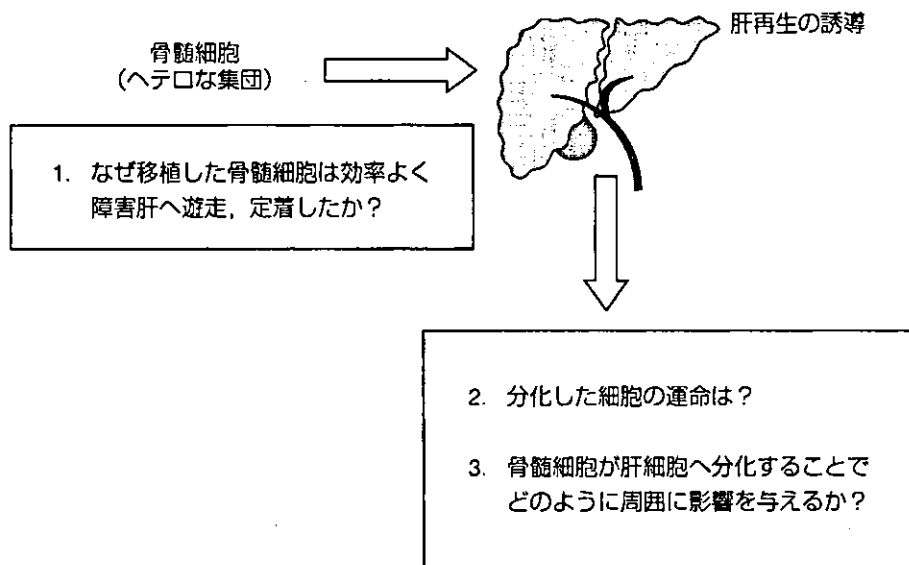 肝再生の誘導
骨髄細胞
(ヘテロな集団)
1. なぜ移植した骨髄細胞は効率よく
障害肝へ遊走，定着したか？
2. 分化した細胞の運命は？
3. 骨髄細胞が肝細胞へ分化することで
どのように周囲に影響を与えるか？